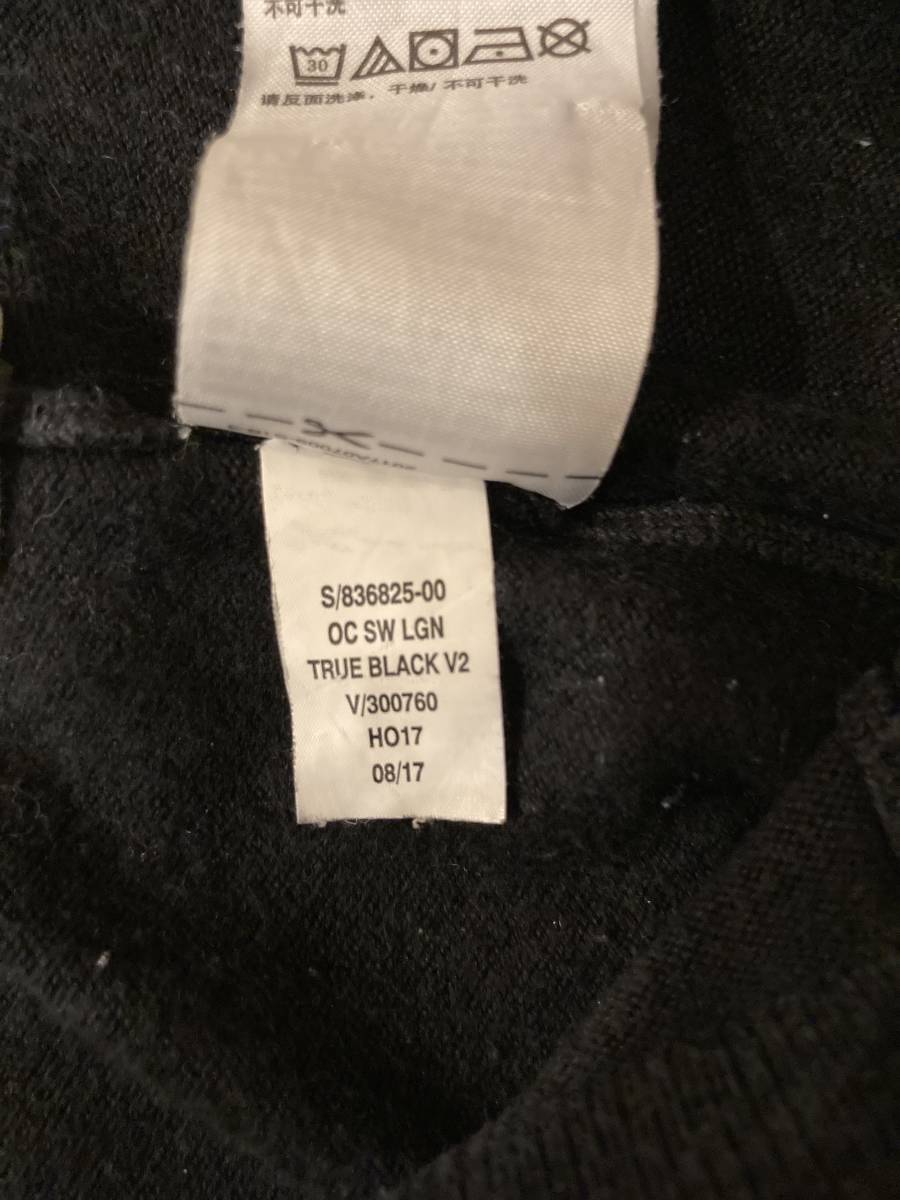 不可干洗
30
请反面洗涤，干燥/ 不可干洗
S/836825-00
OC SW LGN
TRUE BLACK V2
V/300760
HO17
08/17